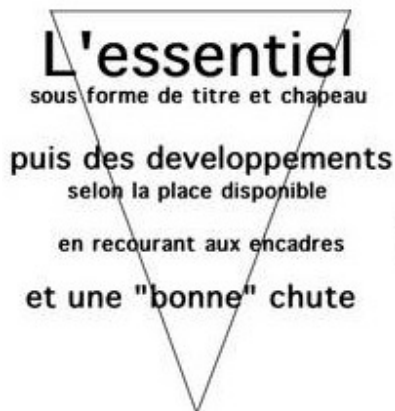 L'essentiel
sous forme de titre et chapeau
puis des developpements
selon la place disponible
en recourant aux encadres
et une "bonne" chute